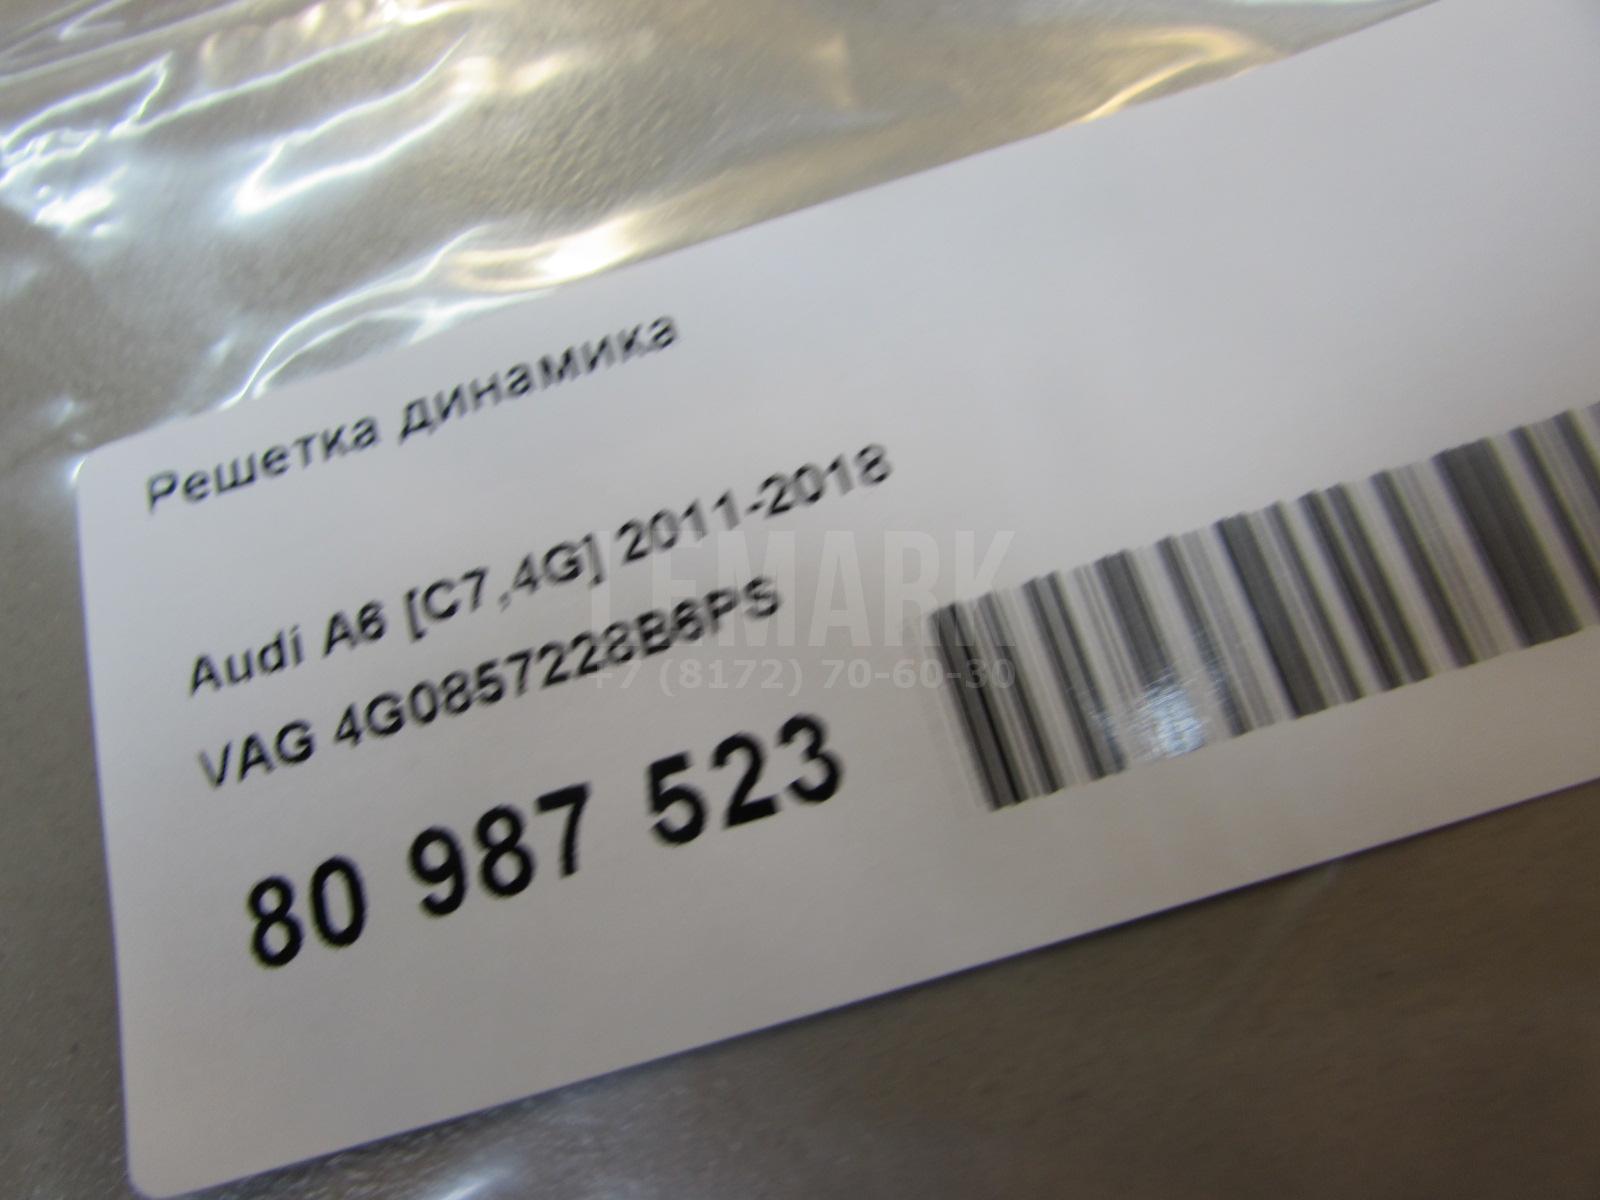 Решетка динамика
Audi A6 [C7,4G] 2011-2018
VAG 4G0857228B6PS
80 987 523
LEMARK
+7 (8172) 70-60-30